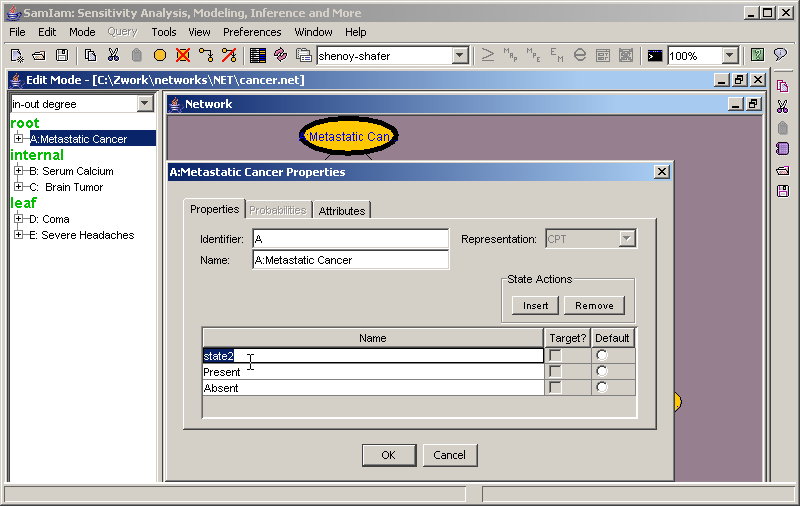 SamIam: Sensitivity Analysis, Modeling, Inference and More
File Edit Mode Query Tools View Preferences Window Help
shenoy-shafer 100%
Edit Mode - [C:\Zwork\networks\NET\cancer.net]
in-out degree
Network
root
A:Metastatic Cancer
internal
B: Serum Calcium
C: Brain Tumor
leaf
D: Coma
E: Severe Headaches
Metastatic Can
A:Metastatic Cancer Properties
Properties Probabilities Attributes
Identifier: A Representation: CPT
Name: A:Metastatic Cancer
State Actions
Insert Remove
Name Target? Default
state2
Present
Absent
OK Cancel